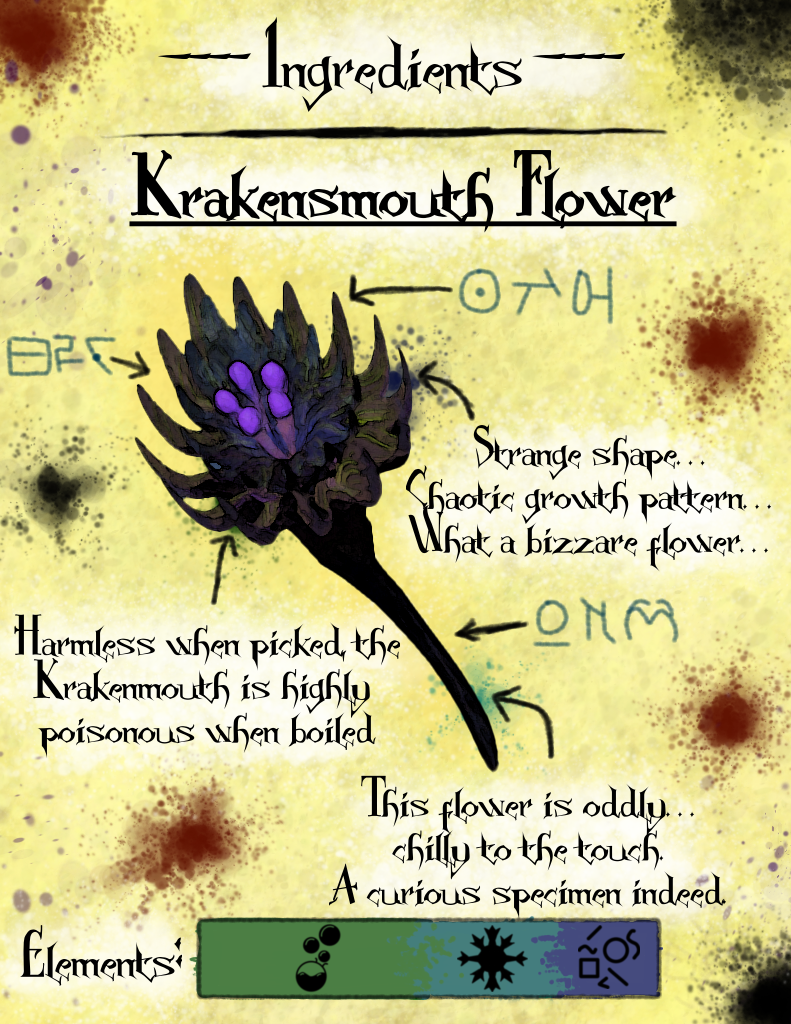 Ingredients
Krakensmouth Flower
Strange shape...
Chaotic growth pattern...
What a bizzare flower...
Harmless when picked, the
Krakenmouth is highly
poisonous when boiled.
This flower is oddly...
chilly to the touch.
A curious specimen indeed.
Elements: